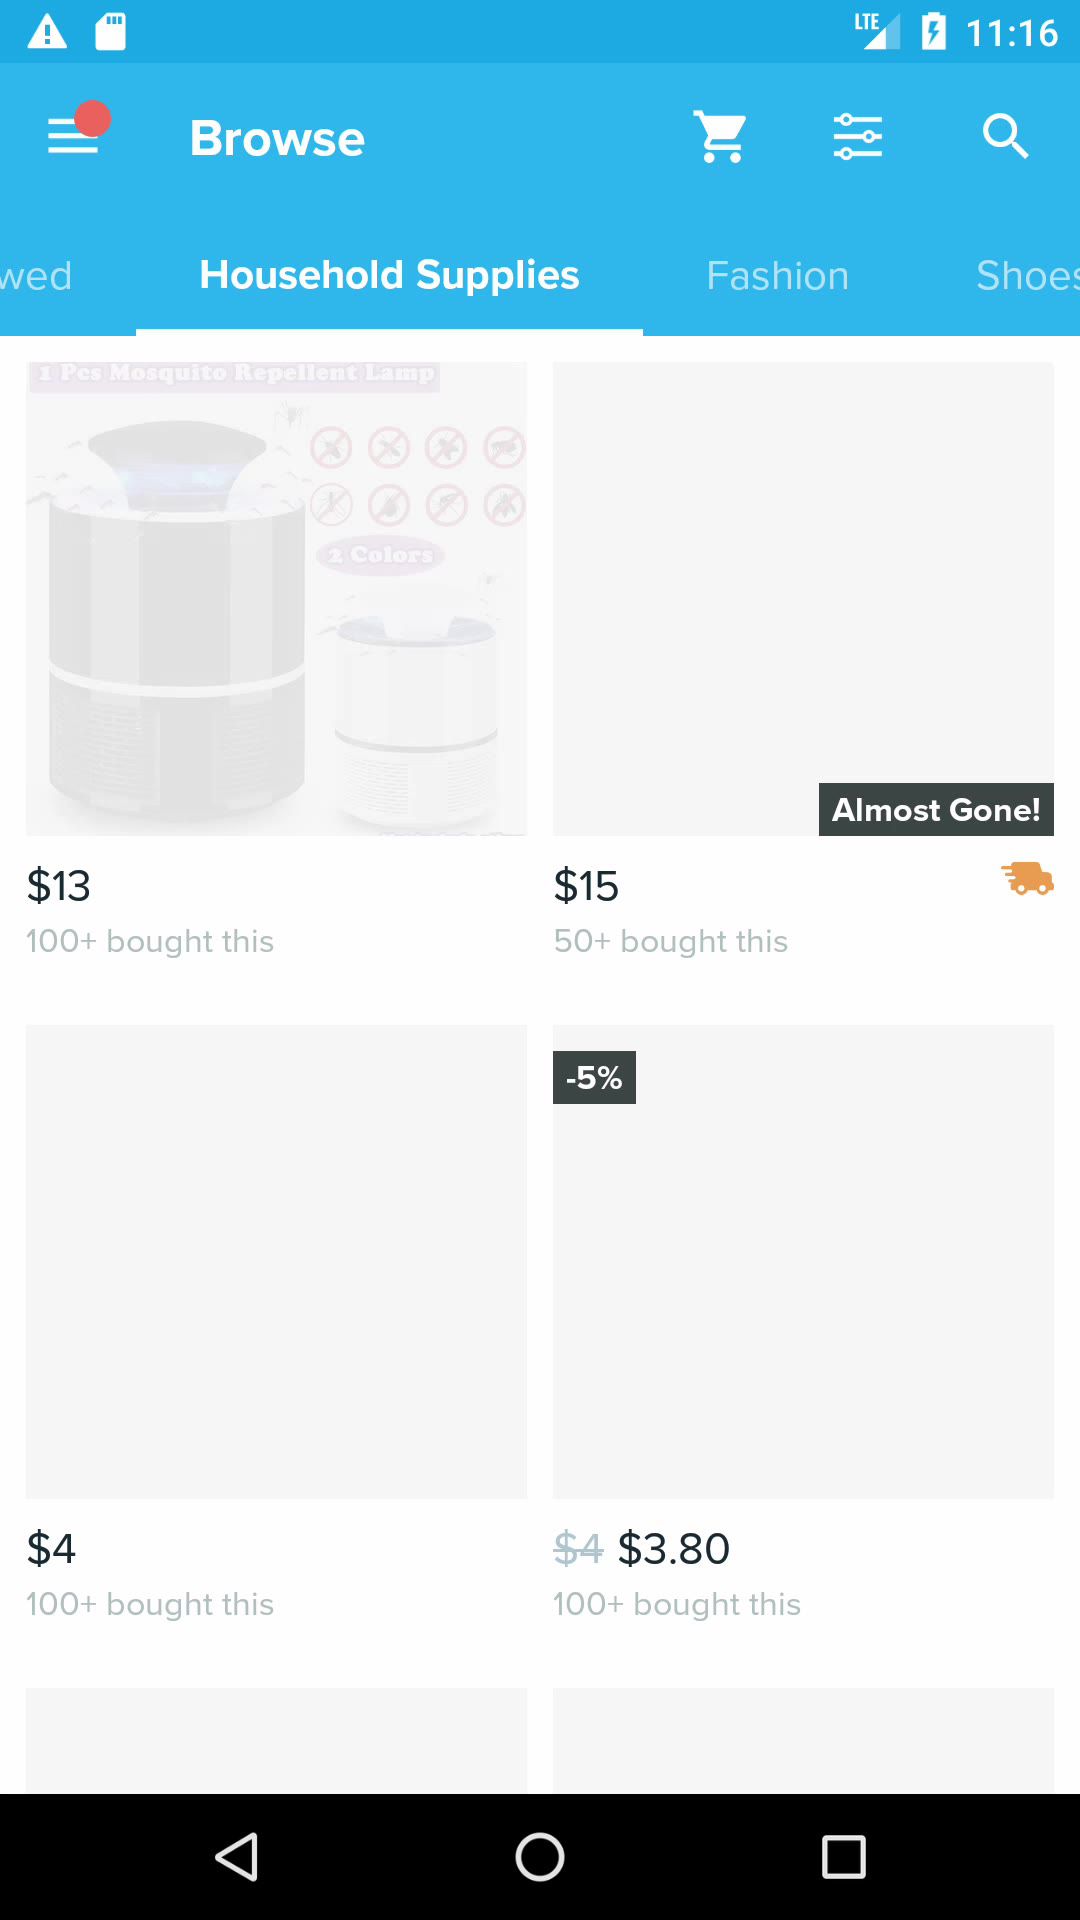 LTE 11:16
Browse
wed Household Supplies Fashion Shoes
1 Pcs Mosquito Repellent Lamp
2 Colors
Almost Gone!
$13 $15
100+ bought this 50+ bought this
-5%
$4 $4 $3.80
100+ bought this 100+ bought this